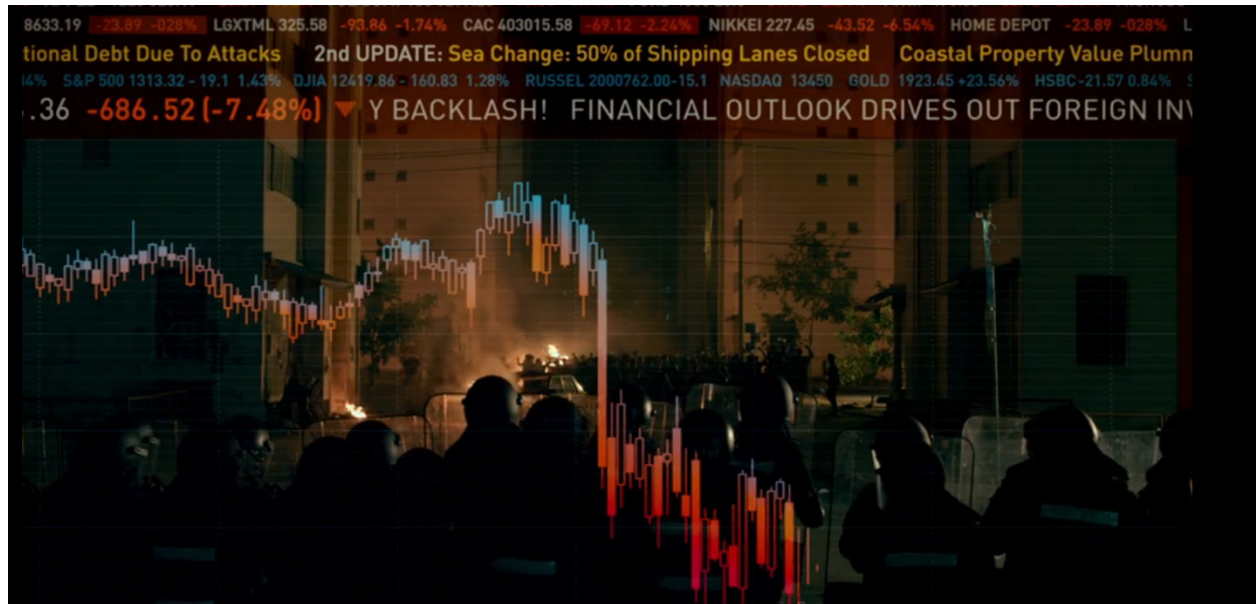 8633.19 -23.89 -028% LGXTML 325.58 -93.86 -1.74% CAC 403015.58 -69.12 -2.24% NIKKEI 227.45 -43.52 -6.54% HOME DEPOT -23.89 -028% L
tional Debt Due To Attacks 2nd UPDATE: Sea Change: 50% of Shipping Lanes Closed Coastal Property Value Plumn
4% S&P 500 1313.32 - 19.1 1.43% DJIA 12419.86 - 160.83 1.28% RUSSEL 2000762.00-15.1 NASDAQ 13450 GOLD 1923.45 +23.56% HSBC -21.57 0.84%
.36 -686.52 (-7.48%) ▼ Y BACKLASH! FINANCIAL OUTLOOK DRIVES OUT FOREIGN INV